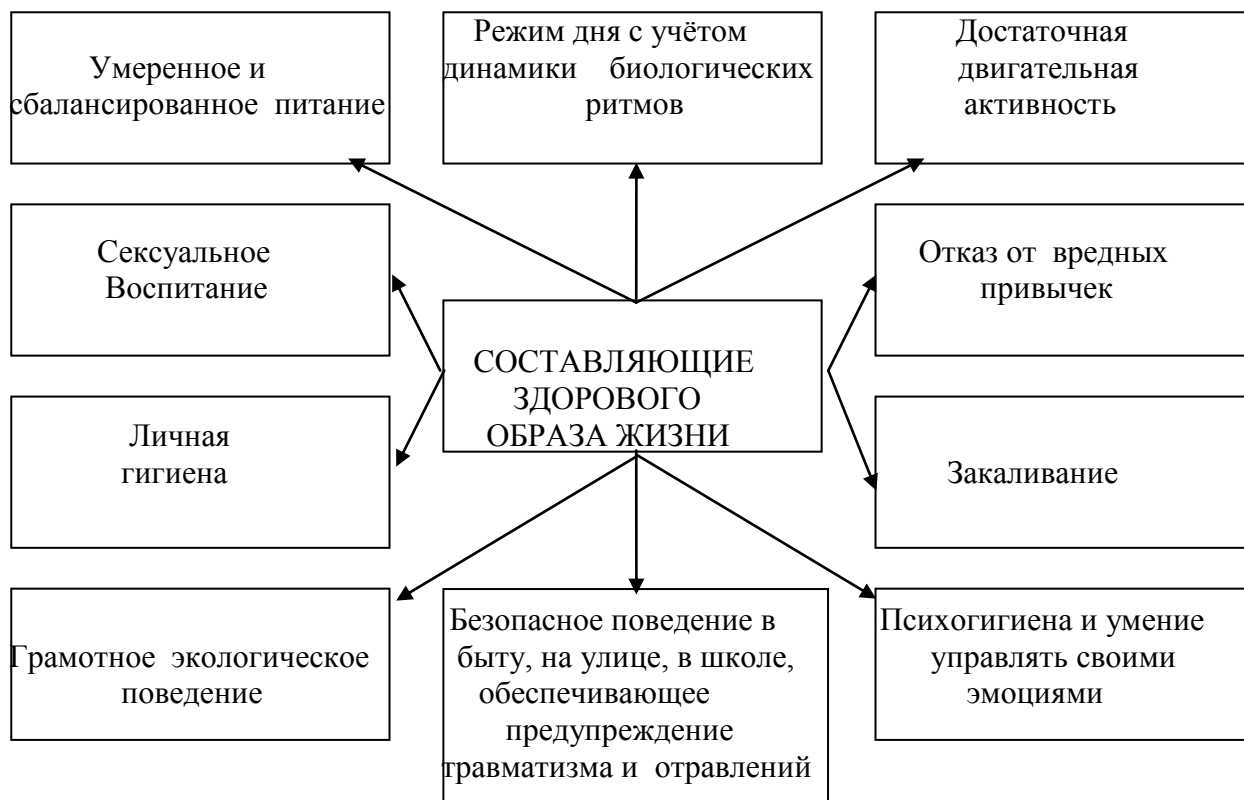 Умеренное и
сбалансированное питание
Режим дня с учётом
динамики биологических
ритмов
Достаточная
двигательная
активность
Сексуальное
Воспитание
Отказ от вредных
привычек
СОСТАВЛЯЮЩИЕ
ЗДОРОВОГО
ОБРАЗА ЖИЗНИ
Личная
гигиена
Закаливание
Грамотное экологическое
поведение
Безопасное поведение в
быту, на улице, в школе,
обеспечивающее
предупреждение
травматизма и отравлений
Психогигиена и умение
управлять своими
эмоциями